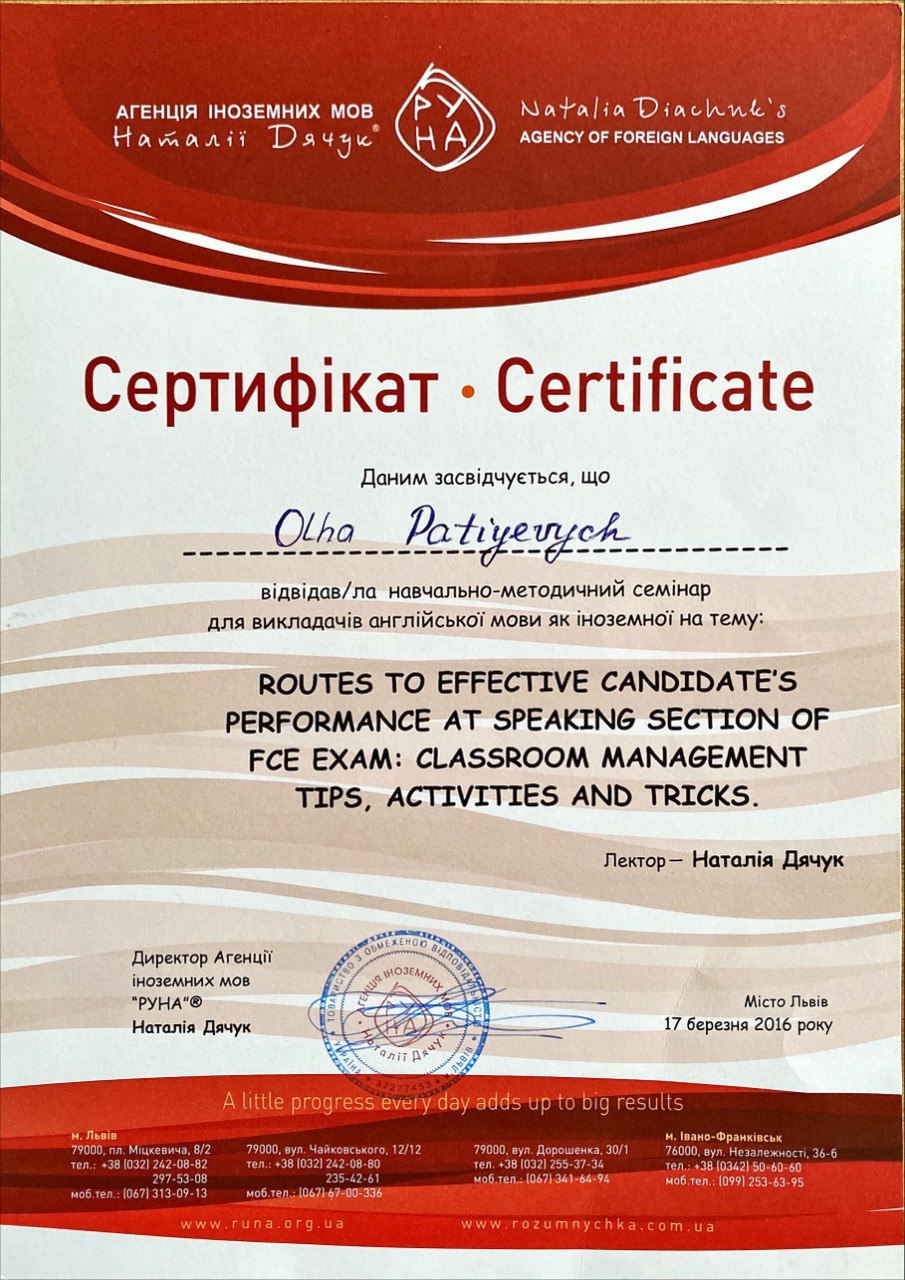 АГЕНЦІЯ ІНОЗЕМНИХ МОВ
Наталії Дячук®
РУ
НА
Natalia Diachuk's
AGENCY OF FOREIGN LANGUAGES
Сертифікат • Certificate
Даним засвідчується, що
Olha Patiyevych
відвідав/ла навчально-методичний семінар
для викладачів англійської мови як іноземної на тему:
ROUTES TO EFFECTIVE CANDIDATE'S
PERFORMANCE AT SPEAKING SECTION OF
FCE EXAM: CLASSROOM MANAGEMENT
TIPS, ACTIVITIES AND TRICKS.
Лектор— Наталія Дячук
Директор Агенції
іноземних мов
"РУНА"®
Наталія Дячук
ТОВАРИСТВО З ОБМЕЖЕНОЮ ВІДПОВІДАЛЬНІСТЮ
АГЕНЦІЯ ІНОЗЕМНИХ МОВ
Наталії Дячук
УКРАЇНА * 37277453 * м. ЛЬВІВ
Місто Львів
17 березня 2016 року
A little progress every day adds up to big results
м. Львів
79000, пл. Міцкевича, 8/2
тел.: +38 (032) 242-08-82
297-53-08
моб.тел.: (067) 313-09-13
79000, вул. Чайковського, 12/12
тел.: +38 (032) 242-08-80
235-42-61
моб.тел.: (067) 67-00-336
79000, вул. Дорошенка, 30/1
тел.: +38 (032) 255-37-34
моб.тел.: (067) 341-64-94
м. Івано-Франківськ
76000, вул. Незалежності, 36-б
тел.: +38 (0342) 50-60-60
моб.тел.: (099) 253-63-95
www.runa.org.ua
www.rozumnychka.com.ua